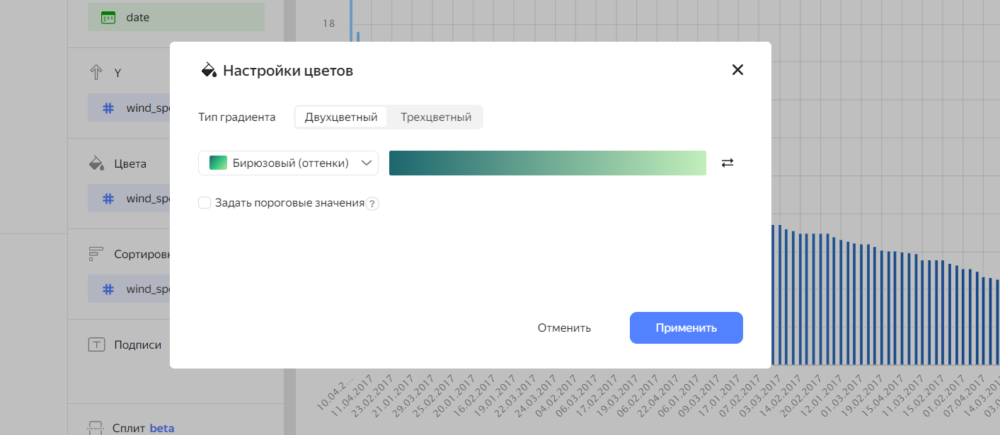 date
18
Y
wind_spe
Цвета
wind_spe
Сортировк
wind_spe
Подписи
Сплит beta
Настройки цветов
Тип градиента Двухцветный Трехцветный
Бирюзовый (оттенки)
Задать пороговые значения ?
Отменить Применить
10.04.2...
11.04.2017
23.02.2017
21.01.2017
29.03.2017
25.02.2017
20.01.2017
16.02.2017
19.01.2017
22.03.2017
24.03.2017
04.02.2017
06.03.2017
17.02.2017
19.03.2017
06.02.2017
22.04.2017
06.01.2017
09.03.2017
17.01.2017
07.02.2017
03.03.2017
14.02.2017
20.02.2017
12.01.2017
01.03.2017
19.02.2017
15.04.2017
11.03.2017
15.02.2017
01.02.2017
07.04.2017
14.03.2017